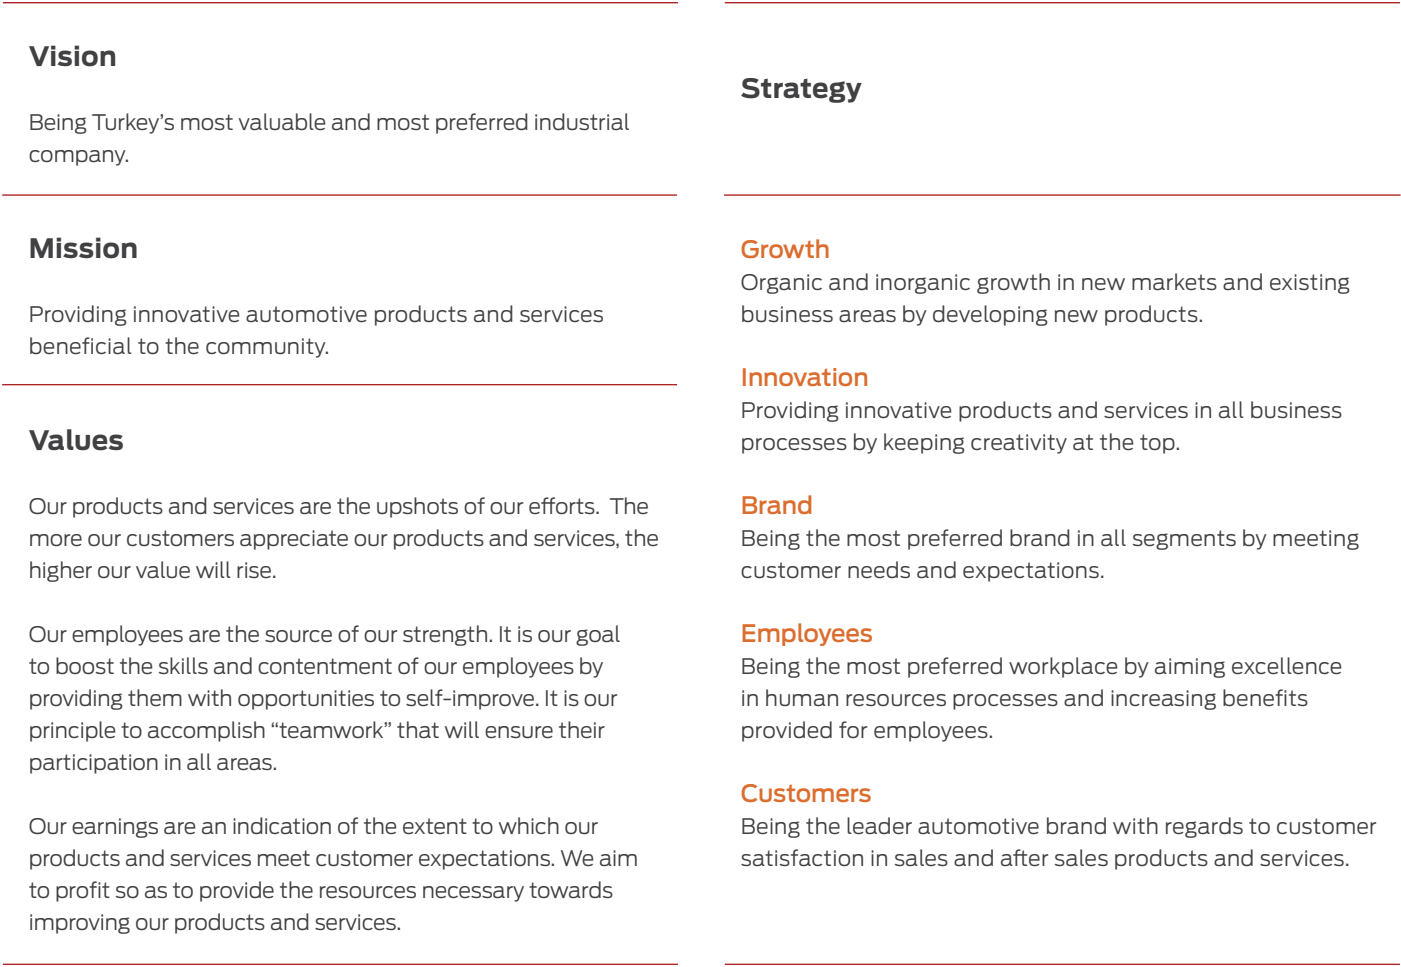 Vision
Being Turkey’s most valuable and most preferred industrial
company.
Mission
Providing innovative automotive products and services
beneficial to the community.
Values
Our products and services are the upshots of our efforts.  The
more our customers appreciate our products and services, the
higher our value will rise.
Our employees are the source of our strength. It is our goal
to boost the skills and contentment of our employees by
providing them with opportunities to self-improve. It is our
principle to accomplish “teamwork” that will ensure their
participation in all areas.
Our earnings are an indication of the extent to which our
products and services meet customer expectations. We aim
to profit so as to provide the resources necessary towards
improving our products and services.
Strategy
Growth
Organic and inorganic growth in new markets and existing
business areas by developing new products.
Innovation
Providing innovative products and services in all business
processes by keeping creativity at the top.
Brand
Being the most preferred brand in all segments by meeting
customer needs and expectations.
Employees
Being the most preferred workplace by aiming excellence
in human resources processes and increasing benefits
provided for employees.
Customers
Being the leader automotive brand with regards to customer
satisfaction in sales and after sales products and services.